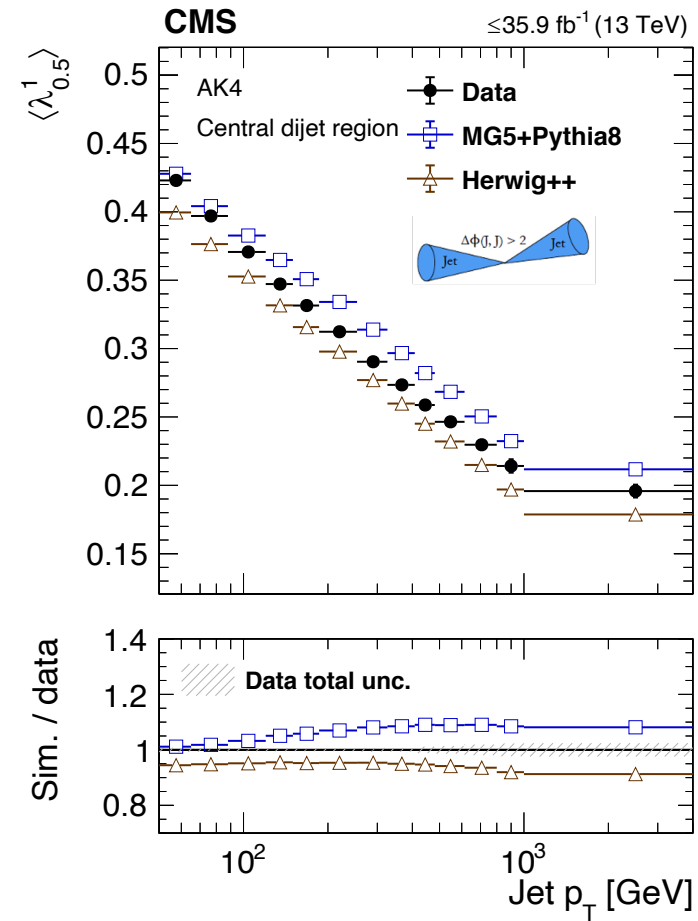 CMS ≤35.9 fb⁻¹ (13 TeV)
⟨λ¹₀.₅⟩
AK4
Central dijet region
Data
MG5+Pythia8
Herwig++
Δϕ(J, J) > 2
Jet Jet
0.5
0.45
0.4
0.35
0.3
0.25
0.2
0.15
Sim. / data
Data total unc.
1.4
1.2
1
0.8
10² 10³
Jet p_T [GeV]